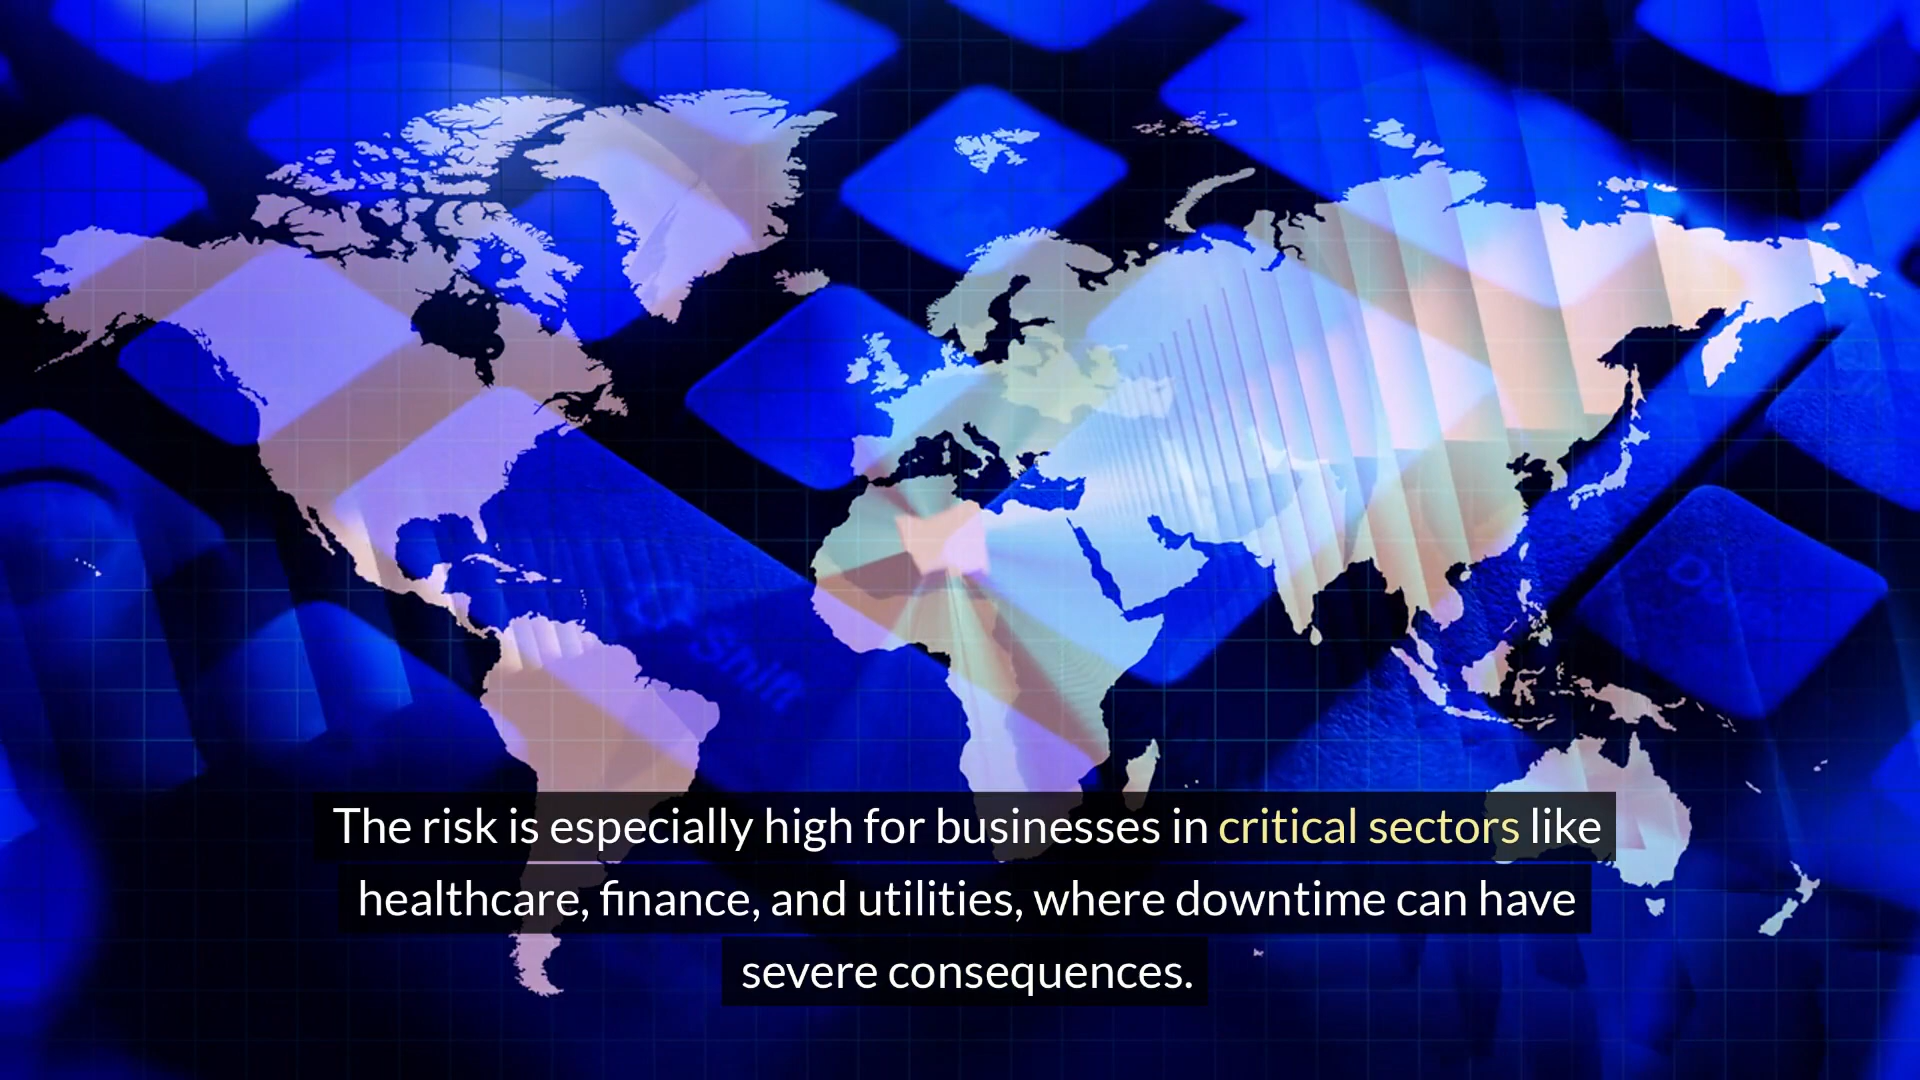 Shift
The risk is especially high for businesses in critical sectors like
healthcare, finance, and utilities, where downtime can have
severe consequences.